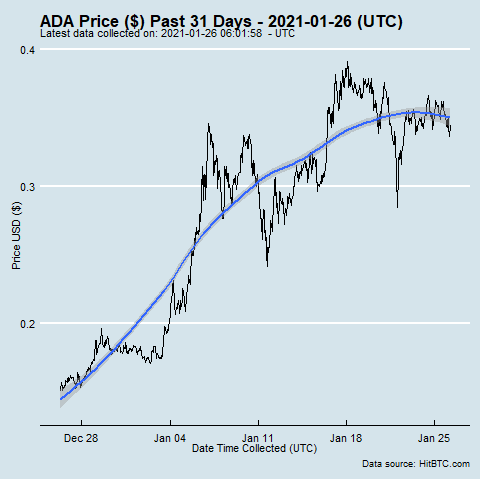 ADA Price ($) Past 31 Days - 2021-01-26 (UTC)
Latest data collected on: 2021-01-26 06:01:58 - UTC
0.4
0.3
0.2
Price USD ($)
Dec 28 Jan 04 Jan 11 Jan 18 Jan 25
Date Time Collected (UTC)
Data source: HitBTC.com